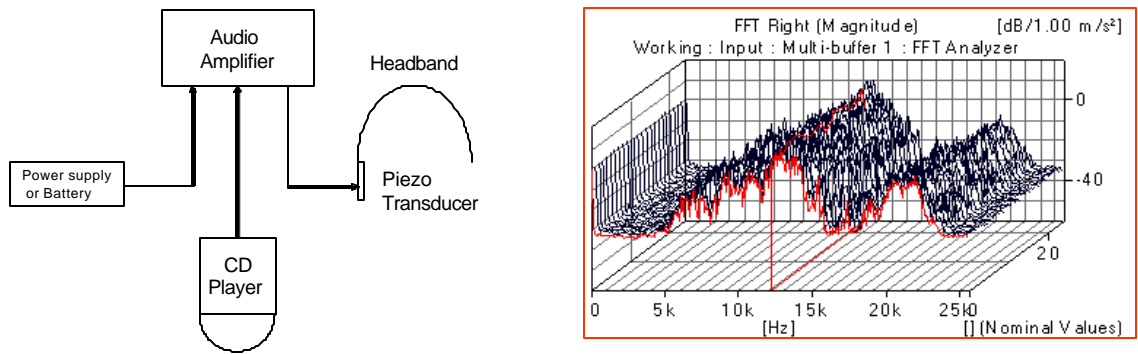 Audio
Amplifier
Headband
Power supply
or Battery
Piezo
Transducer
CD
Player
FFT Right (Magnitude) [dB/1.00 m/s²]
Working : Input : Multi-buffer 1 : FFT Analyzer
0
-40
20
0 5k 10k 15k 20k 25k0
[Hz] [] (Nominal Values)